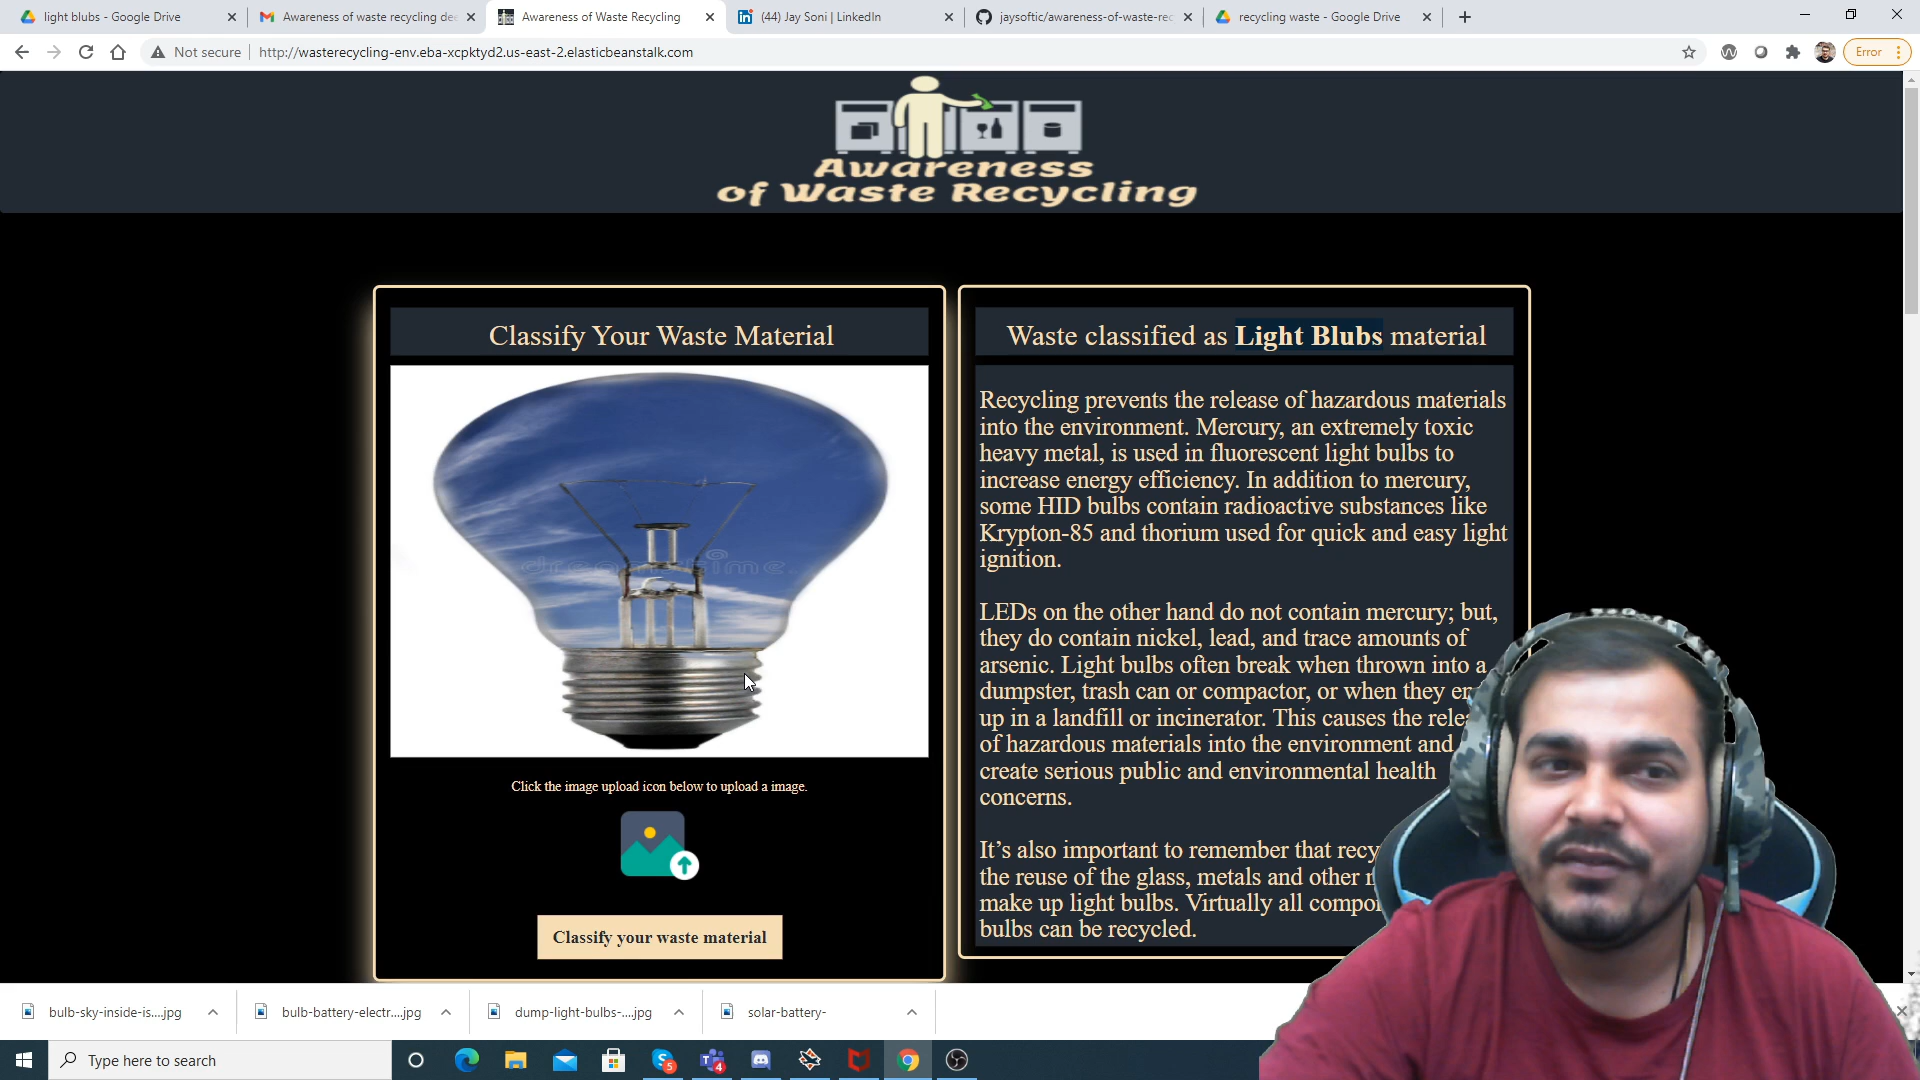 light blubs - Google Drive
Awareness of waste recycling dee
Awareness of Waste Recycling
(44) Jay Soni | LinkedIn
jaysoftic/awareness-of-waste-rec
recycling waste - Google Drive
Not secure
http://wasterecycling-env.eba-xcpktyd2.us-east-2.elasticbeanstalk.com
Error
Awareness
of Waste Recycling
Classify Your Waste Material
dreamstime
Click the image upload icon below to upload a image.
Classify your waste material
Waste classified as Light Blubs material
Recycling prevents the release of hazardous materials
into the environment. Mercury, an extremely toxic
heavy metal, is used in fluorescent light bulbs to
increase energy efficiency. In addition to mercury,
some HID bulbs contain radioactive substances like
Krypton-85 and thorium used for quick and easy light
ignition.
LEDs on the other hand do not contain mercury; but,
they do contain nickel, lead, and trace amounts of
arsenic. Light bulbs often break when thrown into a
dumpster, trash can or compactor, or when they en
up in a landfill or incinerator. This causes the relea
of hazardous materials into the environment and
create serious public and environmental health
concerns.
It's also important to remember that recy
the reuse of the glass, metals and other
make up light bulbs. Virtually all compo
bulbs can be recycled.
bulb-sky-inside-is....jpg
bulb-battery-electr....jpg
dump-light-bulbs-....jpg
solar-battery-
Type here to search
5
4